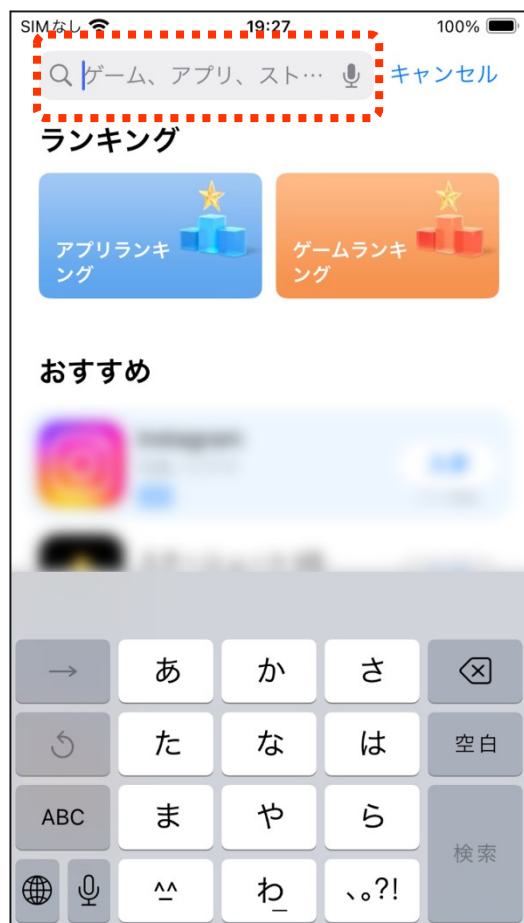 SIMなし 19:27 100%
ゲーム、アプリ、スト… キャンセル
ランキング
アプリランキ
ング
ゲームランキ
ング
おすすめ
Instagram
→ あ か さ
た な は 空白
ABC ま や ら
検索
^^ わ_ 、。?!